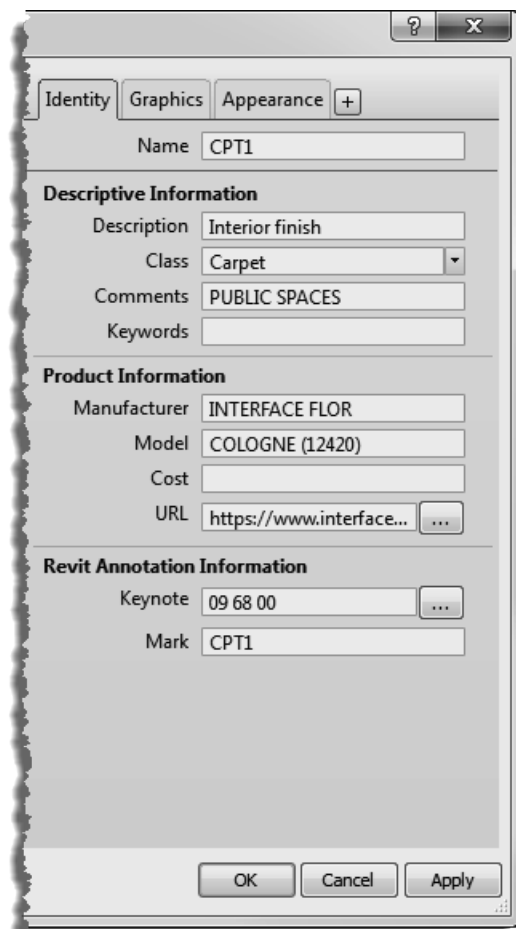 ? X
Identity Graphics Appearance +
Name CPT1
Descriptive Information
Description Interior finish
Class Carpet
Comments PUBLIC SPACES
Keywords
Product Information
Manufacturer INTERFACE FLOR
Model COLOGNE (12420)
Cost
URL https://www.interface... ...
Revit Annotation Information
Keynote 09 68 00 ...
Mark CPT1
OK Cancel Apply